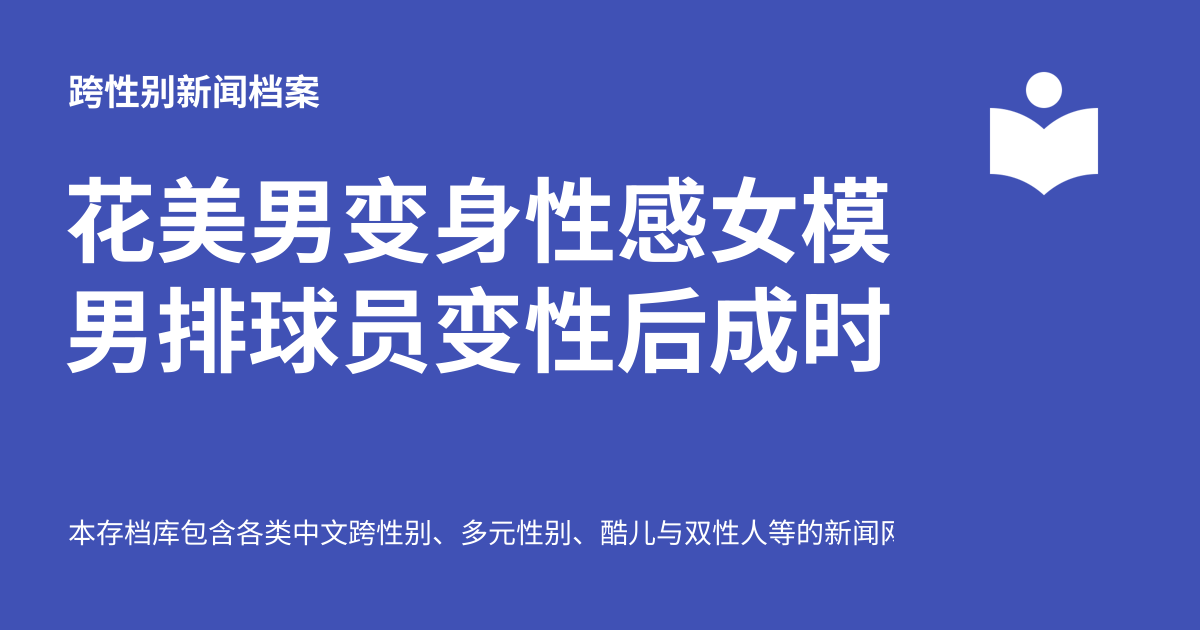 跨性别新闻档案
花美男变身性感女模
男排球员变性后成时
本存档库包含各类中文跨性别、多元性别、酷儿与双性人等的新闻